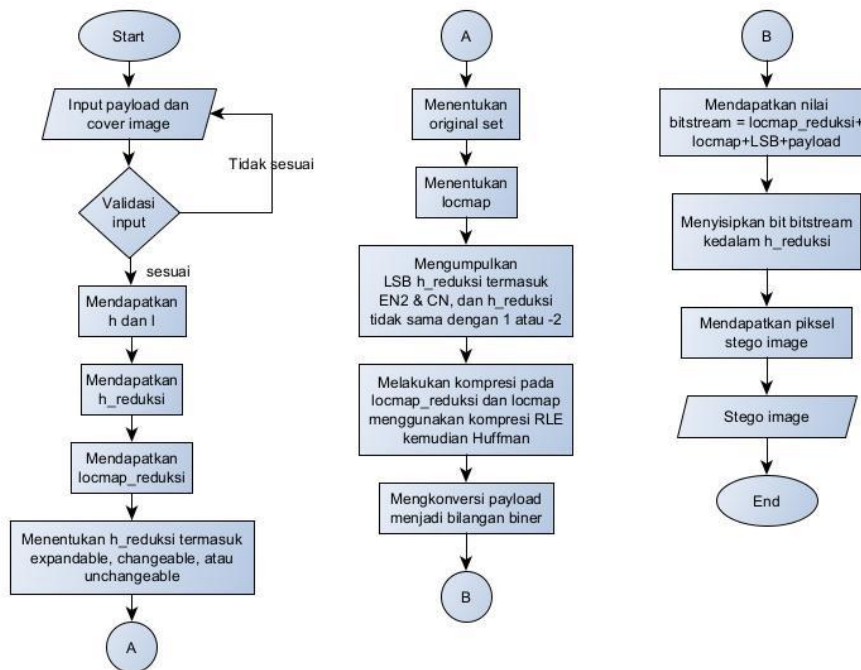 Start
Input payload dan
cover image
Tidak sesuai
Validasi
input
sesuai
Mendapatkan
h dan l
Mendapatkan
h_reduksi
Mendapatkan
locmap_reduksi
Menentukan h_reduksi termasuk
expandable, changeable, atau
unchangeable
A
A
Menentukan
original set
Menentukan
locmap
Mengumpulkan
LSB h_reduksi termasuk
EN2 & CN, dan h_reduksi
tidak sama dengan 1 atau -2
Melakukan kompresi pada
locmap_reduksi dan locmap
menggunakan kompresi RLE
kemudian Huffman
Mengkonversi payload
menjadi bilangan biner
B
B
Mendapatkan nilai
bitstream = locmap_reduksi+
locmap+LSB+payload
Menyisipkan bit bitstream
kedalam h_reduksi
Mendapatkan piksel
stego image
Stego image
End